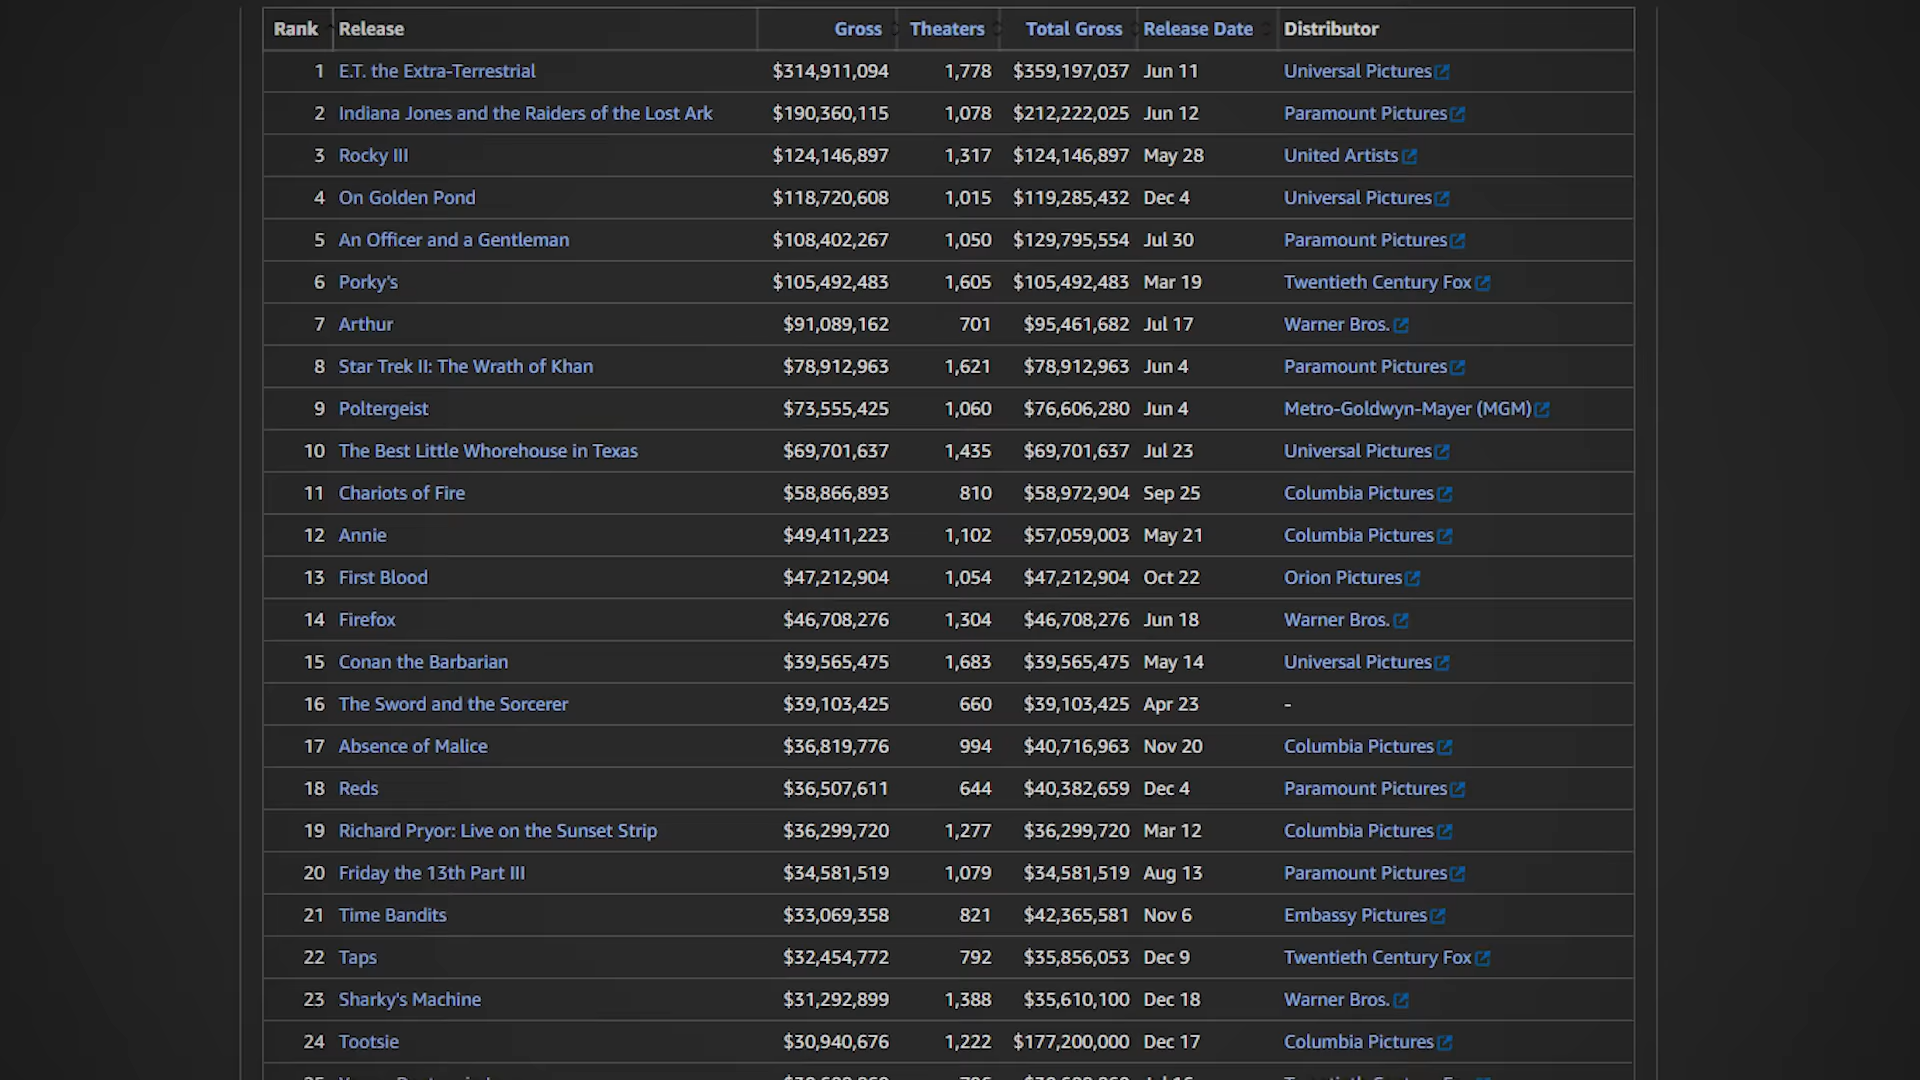 Rank Release Gross Theaters Total Gross Release Date Distributor
1 E.T. the Extra-Terrestrial $314,911,094 1,778 $359,197,037 Jun 11 Universal Pictures
2 Indiana Jones and the Raiders of the Lost Ark $190,360,115 1,078 $212,222,025 Jun 12 Paramount Pictures
3 Rocky III $124,146,897 1,317 $124,146,897 May 28 United Artists
4 On Golden Pond $118,720,608 1,015 $119,285,432 Dec 4 Universal Pictures
5 An Officer and a Gentleman $108,402,267 1,050 $129,795,554 Jul 30 Paramount Pictures
6 Porky's $105,492,483 1,605 $105,492,483 Mar 19 Twentieth Century Fox
7 Arthur $91,089,162 701 $95,461,682 Jul 17 Warner Bros.
8 Star Trek II: The Wrath of Khan $78,912,963 1,621 $78,912,963 Jun 4 Paramount Pictures
9 Poltergeist $73,555,425 1,060 $76,606,280 Jun 4 Metro-Goldwyn-Mayer (MGM)
10 The Best Little Whorehouse in Texas $69,701,637 1,435 $69,701,637 Jul 23 Universal Pictures
11 Chariots of Fire $58,866,893 810 $58,972,904 Sep 25 Columbia Pictures
12 Annie $49,411,223 1,102 $57,059,003 May 21 Columbia Pictures
13 First Blood $47,212,904 1,054 $47,212,904 Oct 22 Orion Pictures
14 Firefox $46,708,276 1,304 $46,708,276 Jun 18 Warner Bros.
15 Conan the Barbarian $39,565,475 1,683 $39,565,475 May 14 Universal Pictures
16 The Sword and the Sorcerer $39,103,425 660 $39,103,425 Apr 23 -
17 Absence of Malice $36,819,776 994 $40,716,963 Nov 20 Columbia Pictures
18 Reds $36,507,611 644 $40,382,659 Dec 4 Paramount Pictures
19 Richard Pryor: Live on the Sunset Strip $36,299,720 1,277 $36,299,720 Mar 12 Columbia Pictures
20 Friday the 13th Part III $34,581,519 1,079 $34,581,519 Aug 13 Paramount Pictures
21 Time Bandits $33,069,358 821 $42,365,581 Nov 6 Embassy Pictures
22 Taps $32,454,772 792 $35,856,053 Dec 9 Twentieth Century Fox
23 Sharky's Machine $31,292,899 1,388 $35,610,100 Dec 18 Warner Bros.
24 Tootsie $30,940,676 1,222 $177,200,000 Dec 17 Columbia Pictures